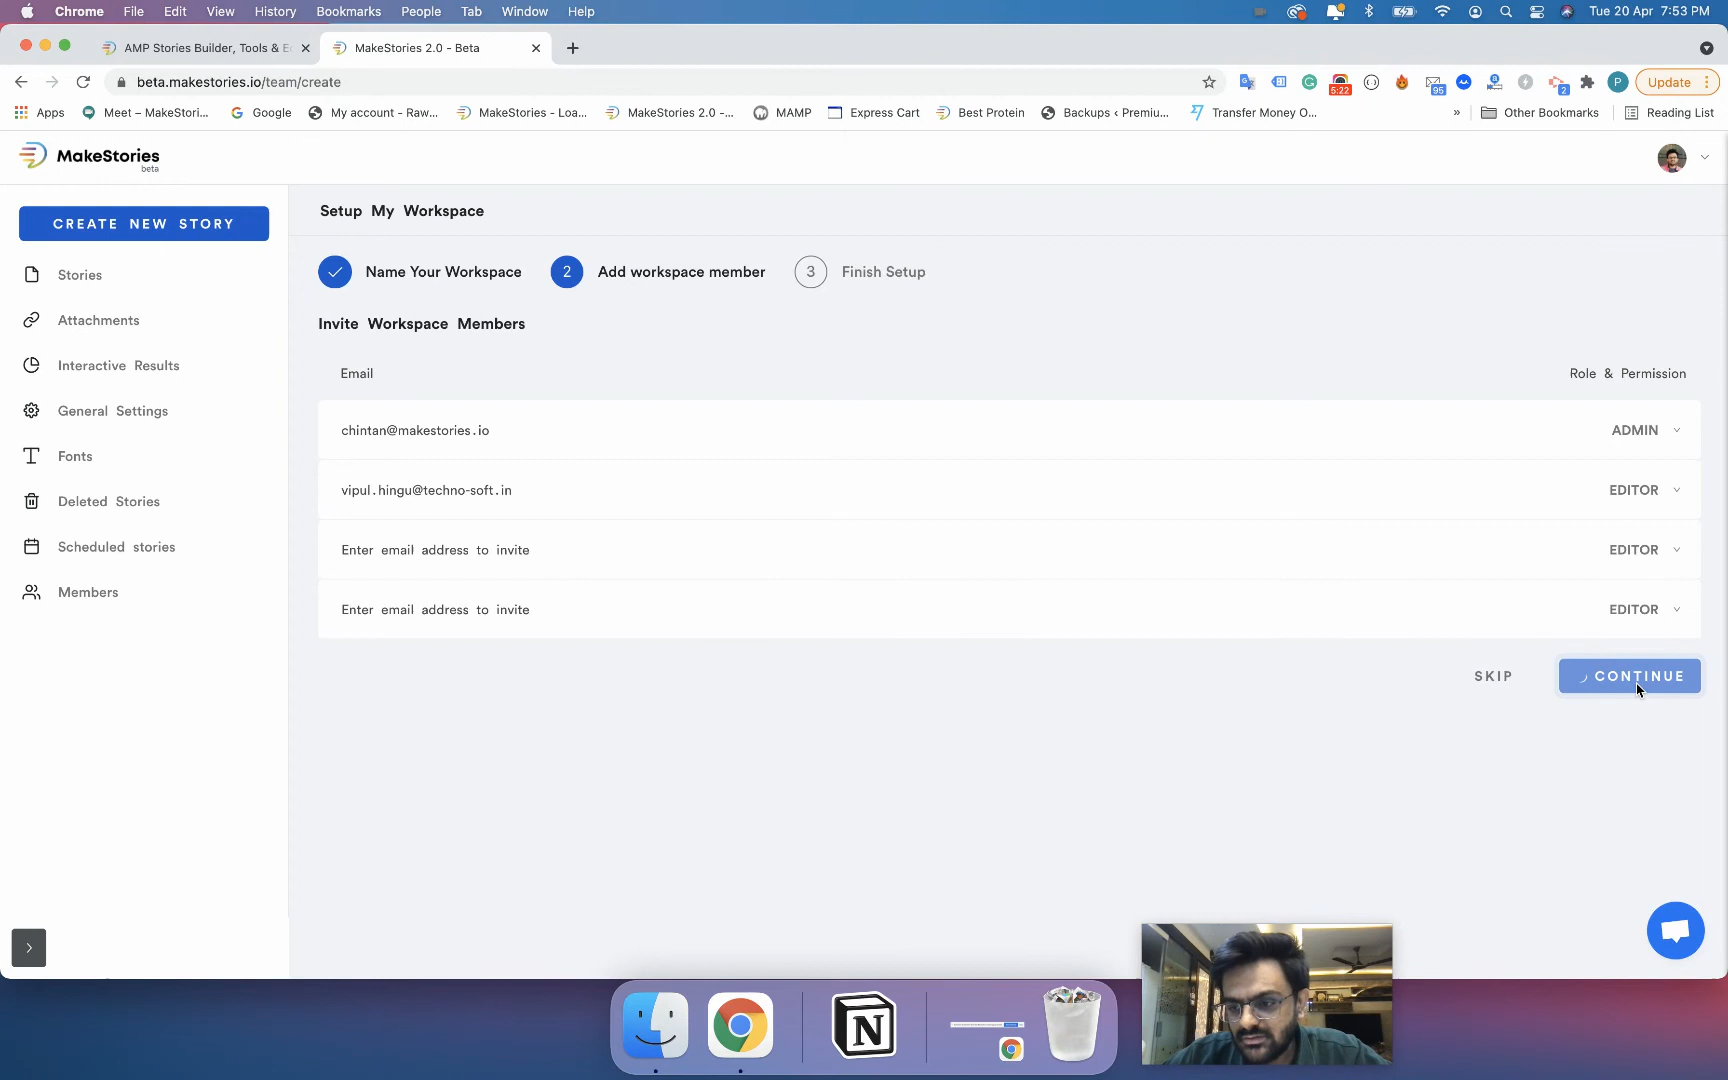 Chrome File Edit View History Bookmarks People Tab Window Help Tue 20 Apr 7:53 PM
AMP Stories Builder, Tools & E MakeStories 2.0 - Beta
beta.makestories.io/team/create 5:22 95 2 P Update
Apps Meet – MakeStori... Google My account - Raw... MakeStories - Loa... MakeStories 2.0 -... MAMP Express Cart Best Protein Backups ‹ Premiu... Transfer Money O... » Other Bookmarks Reading List
MakeStories
beta
CREATE NEW STORY
Stories
Attachments
Interactive Results
General Settings
Fonts
Deleted Stories
Scheduled stories
Members
Setup My Workspace
Name Your Workspace 2 Add workspace member 3 Finish Setup
Invite Workspace Members
Email Role & Permission
chintan@makestories.io ADMIN
vipul.hingu@techno-soft.in EDITOR
Enter email address to invite EDITOR
Enter email address to invite EDITOR
SKIP CONTINUE
N